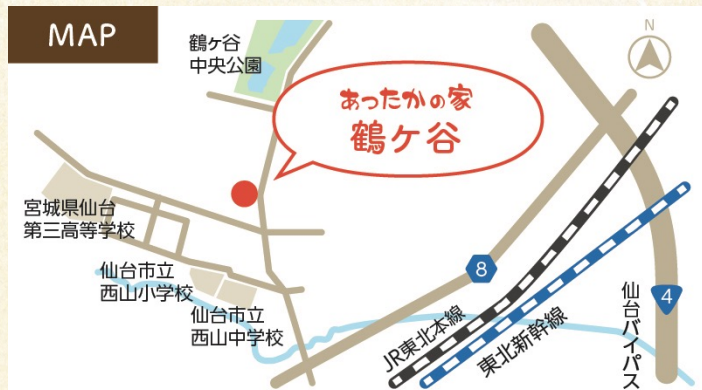 MAP
鶴ケ谷
中央公園
N
あったかの家
鶴ケ谷
宮城県仙台
第三高等学校
仙台市立
西山小学校
仙台市立
西山中学校
8
JR東北本線
東北新幹線
4
仙台バイパス